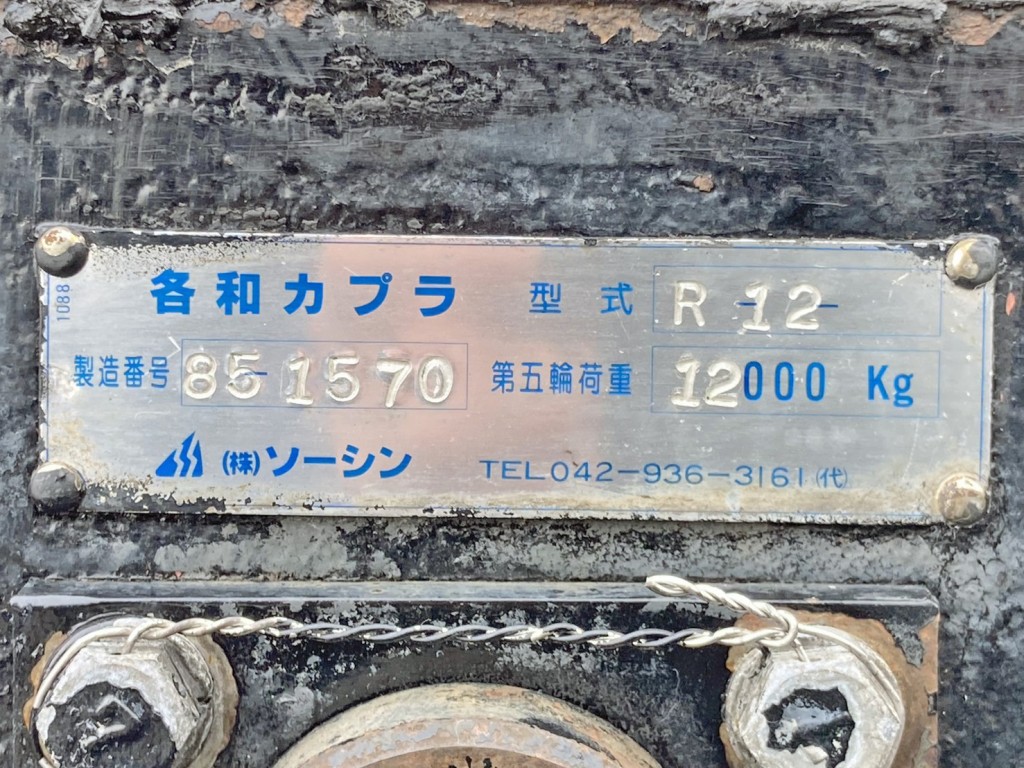 各和カプラ 型式 R-12-
製造番号 85-1570 第五輪荷重 12000 Kg
(株)ソーシン TEL042-936-3161(代)
1088